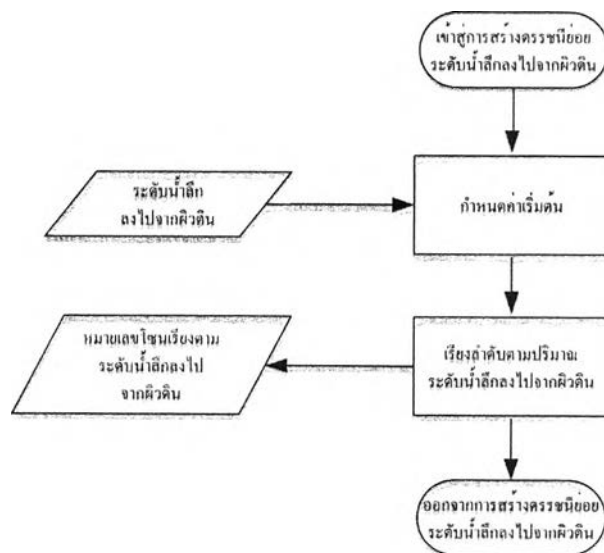 เข้าสู่การสร้างดรรชนีย่อย
ระดับน้ำลึกลงไปจากผิวดิน
ระดับน้ำลึก
ลงไปจากผิวดิน
กำหนดค่าเริ่มต้น
หมายเลขโซนเรียงตาม
ระดับน้ำลึกลงไป
จากผิวดิน
เรียงลำดับตามปริมาณ
ระดับน้ำลึกลงไปจากผิวดิน
ออกจากการสร้างดรรชนีย่อย
ระดับน้ำลึกลงไปจากผิวดิน